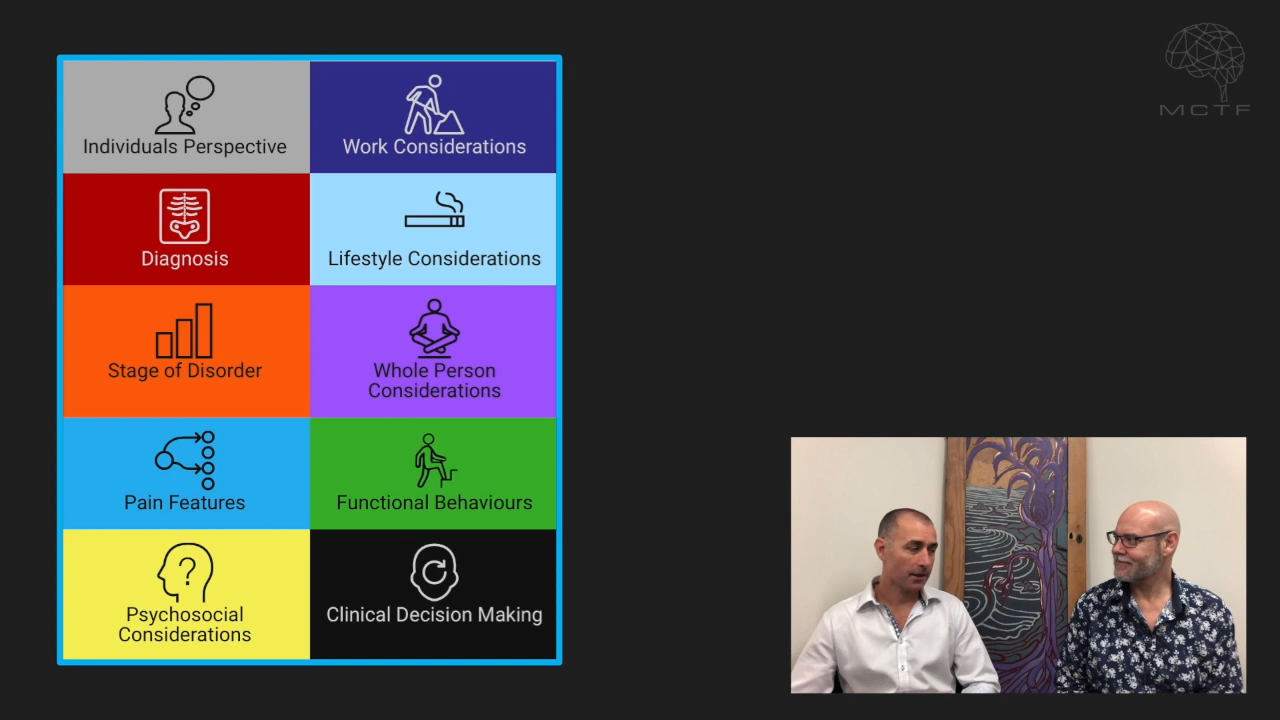 MCTF
Individuals Perspective
Work Considerations
Diagnosis
Lifestyle Considerations
Stage of Disorder
Whole Person
Considerations
Pain Features
Functional Behaviours
?
Psychosocial
Considerations
Clinical Decision Making